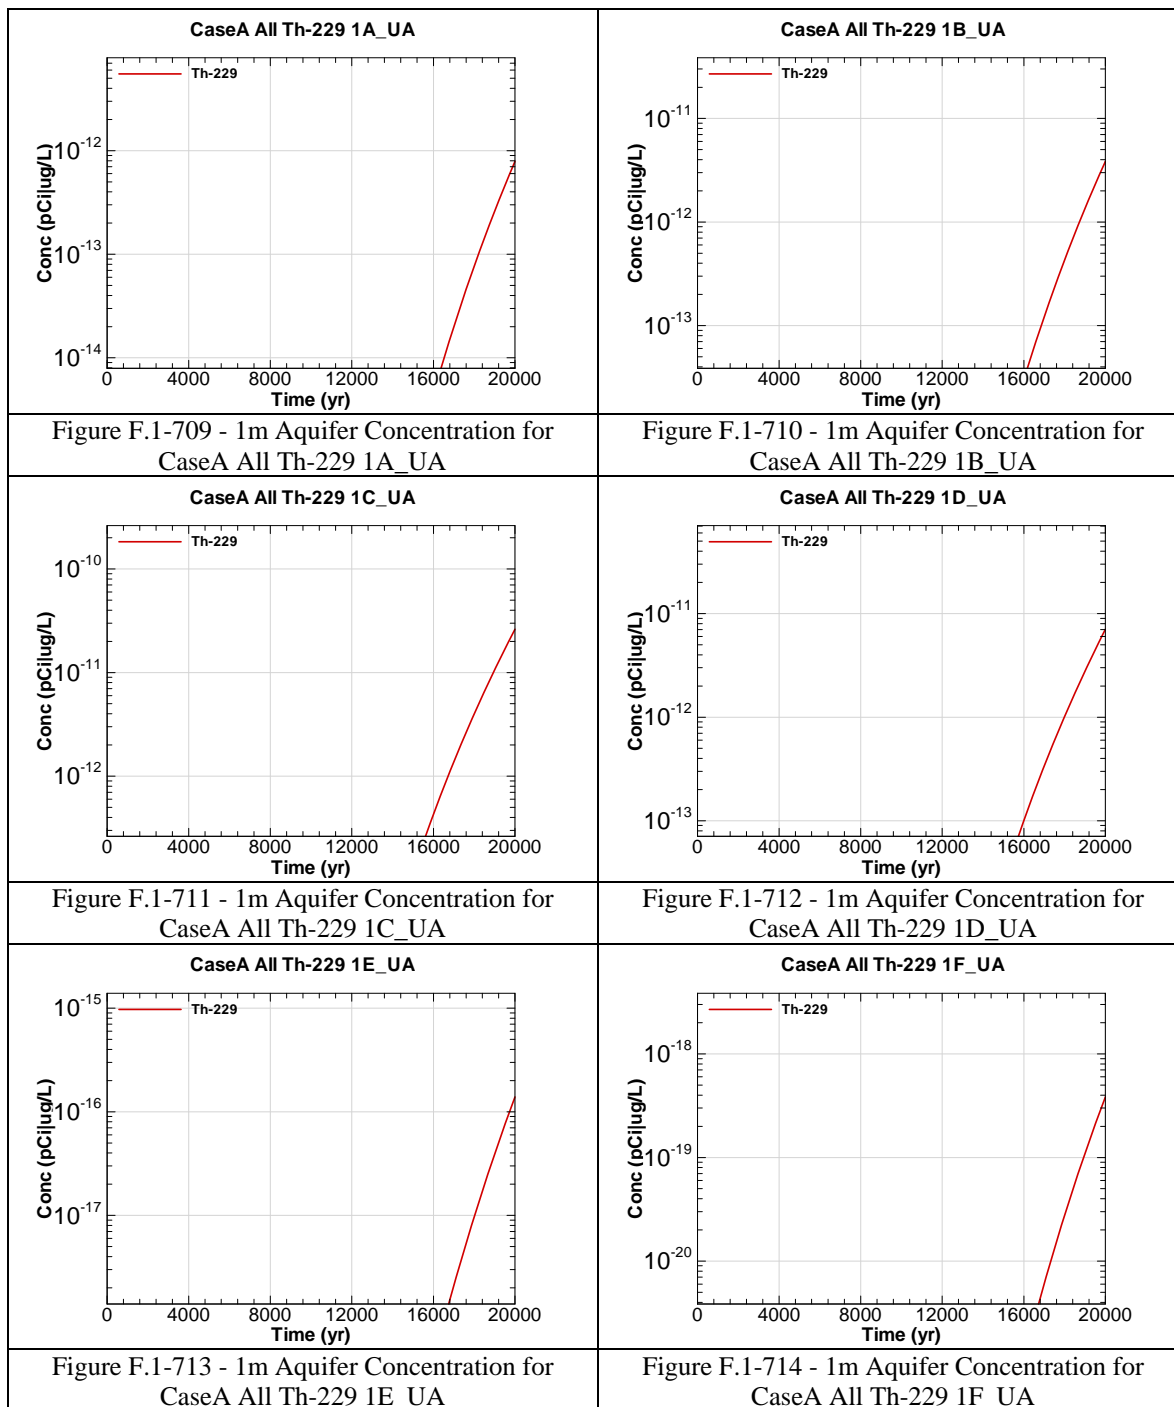 CaseA All Th-229 1A_UA
Th-229
Conc (pCi|ug/L)
10-12
10-13
10-14
0 4000 8000 12000 16000 20000
Time (yr)
Figure F.1-709 - 1m Aquifer Concentration for
CaseA All Th-229 1A_UA
CaseA All Th-229 1B_UA
Th-229
Conc (pCi|ug/L)
10-11
10-12
10-13
0 4000 8000 12000 16000 20000
Time (yr)
Figure F.1-710 - 1m Aquifer Concentration for
CaseA All Th-229 1B_UA
CaseA All Th-229 1C_UA
Th-229
Conc (pCi|ug/L)
10-10
10-11
10-12
0 4000 8000 12000 16000 20000
Time (yr)
Figure F.1-711 - 1m Aquifer Concentration for
CaseA All Th-229 1C_UA
CaseA All Th-229 1D_UA
Th-229
Conc (pCi|ug/L)
10-11
10-12
10-13
0 4000 8000 12000 16000 20000
Time (yr)
Figure F.1-712 - 1m Aquifer Concentration for
CaseA All Th-229 1D_UA
CaseA All Th-229 1E_UA
Th-229
Conc (pCi|ug/L)
10-15
10-16
10-17
0 4000 8000 12000 16000 20000
Time (yr)
Figure F.1-713 - 1m Aquifer Concentration for
CaseA All Th-229 1E_UA
CaseA All Th-229 1F_UA
Th-229
Conc (pCi|ug/L)
10-18
10-19
10-20
0 4000 8000 12000 16000 20000
Time (yr)
Figure F.1-714 - 1m Aquifer Concentration for
CaseA All Th-229 1F_UA